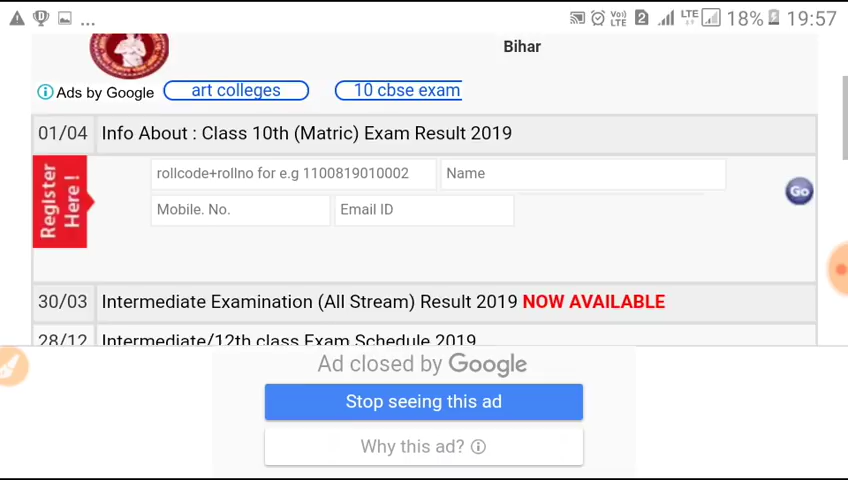 ... 2 LTE 18% 19:57
Bihar
Ads by Google art colleges 10 cbse exam
01/04 Info About : Class 10th (Matric) Exam Result 2019
Register Here !
rollcode+rollno for e.g 1100819010002 Name
Go
Mobile. No. Email ID
30/03 Intermediate Examination (All Stream) Result 2019 NOW AVAILABLE
28/12 Intermediate/12th class Exam Schedule 2019
Ad closed by Google
Stop seeing this ad
Why this ad?